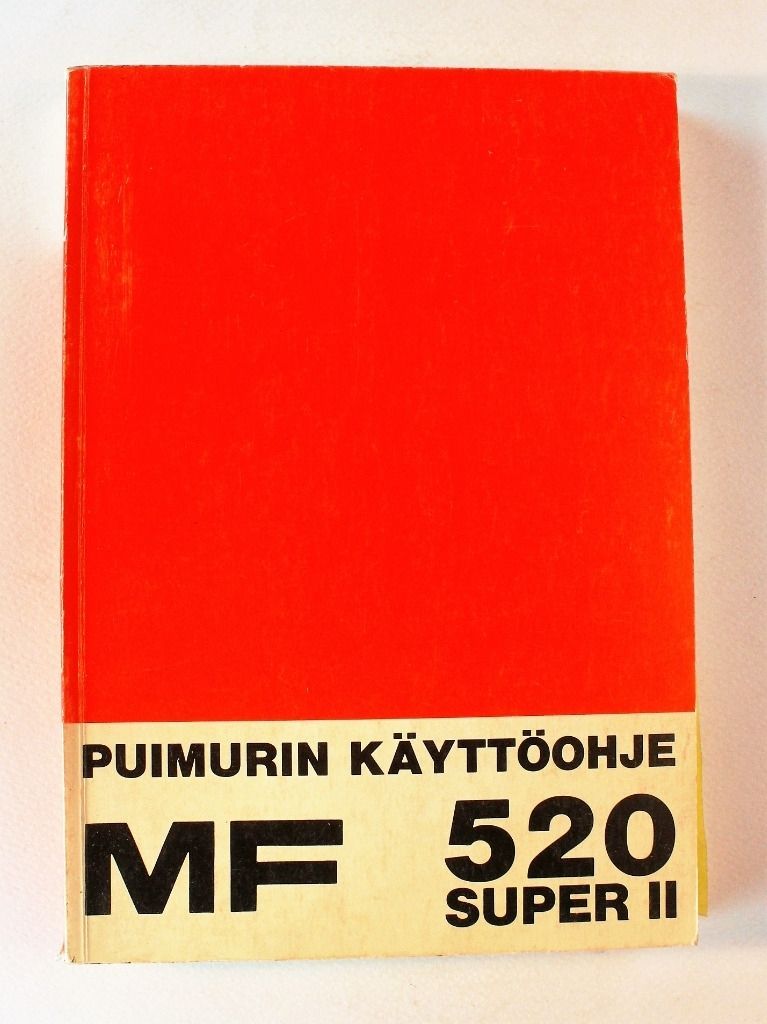 PUIMURIN KÄYTTÖOHJE
MF 520
SUPER II